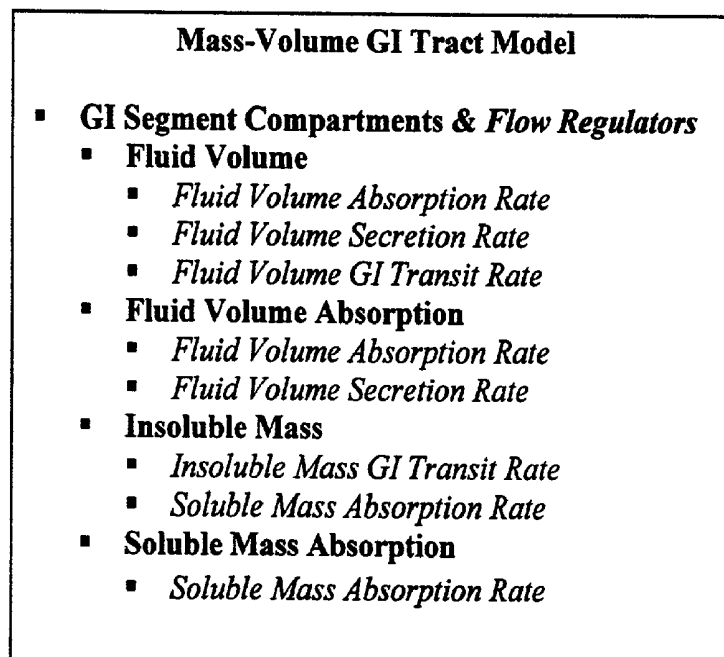 Mass-Volume GI Tract Model
▪ GI Segment Compartments & Flow Regulators
▪ Fluid Volume
▪ Fluid Volume Absorption Rate
▪ Fluid Volume Secretion Rate
▪ Fluid Volume GI Transit Rate
▪ Fluid Volume Absorption
▪ Fluid Volume Absorption Rate
▪ Fluid Volume Secretion Rate
▪ Insoluble Mass
▪ Insoluble Mass GI Transit Rate
▪ Soluble Mass Absorption Rate
▪ Soluble Mass Absorption
▪ Soluble Mass Absorption Rate